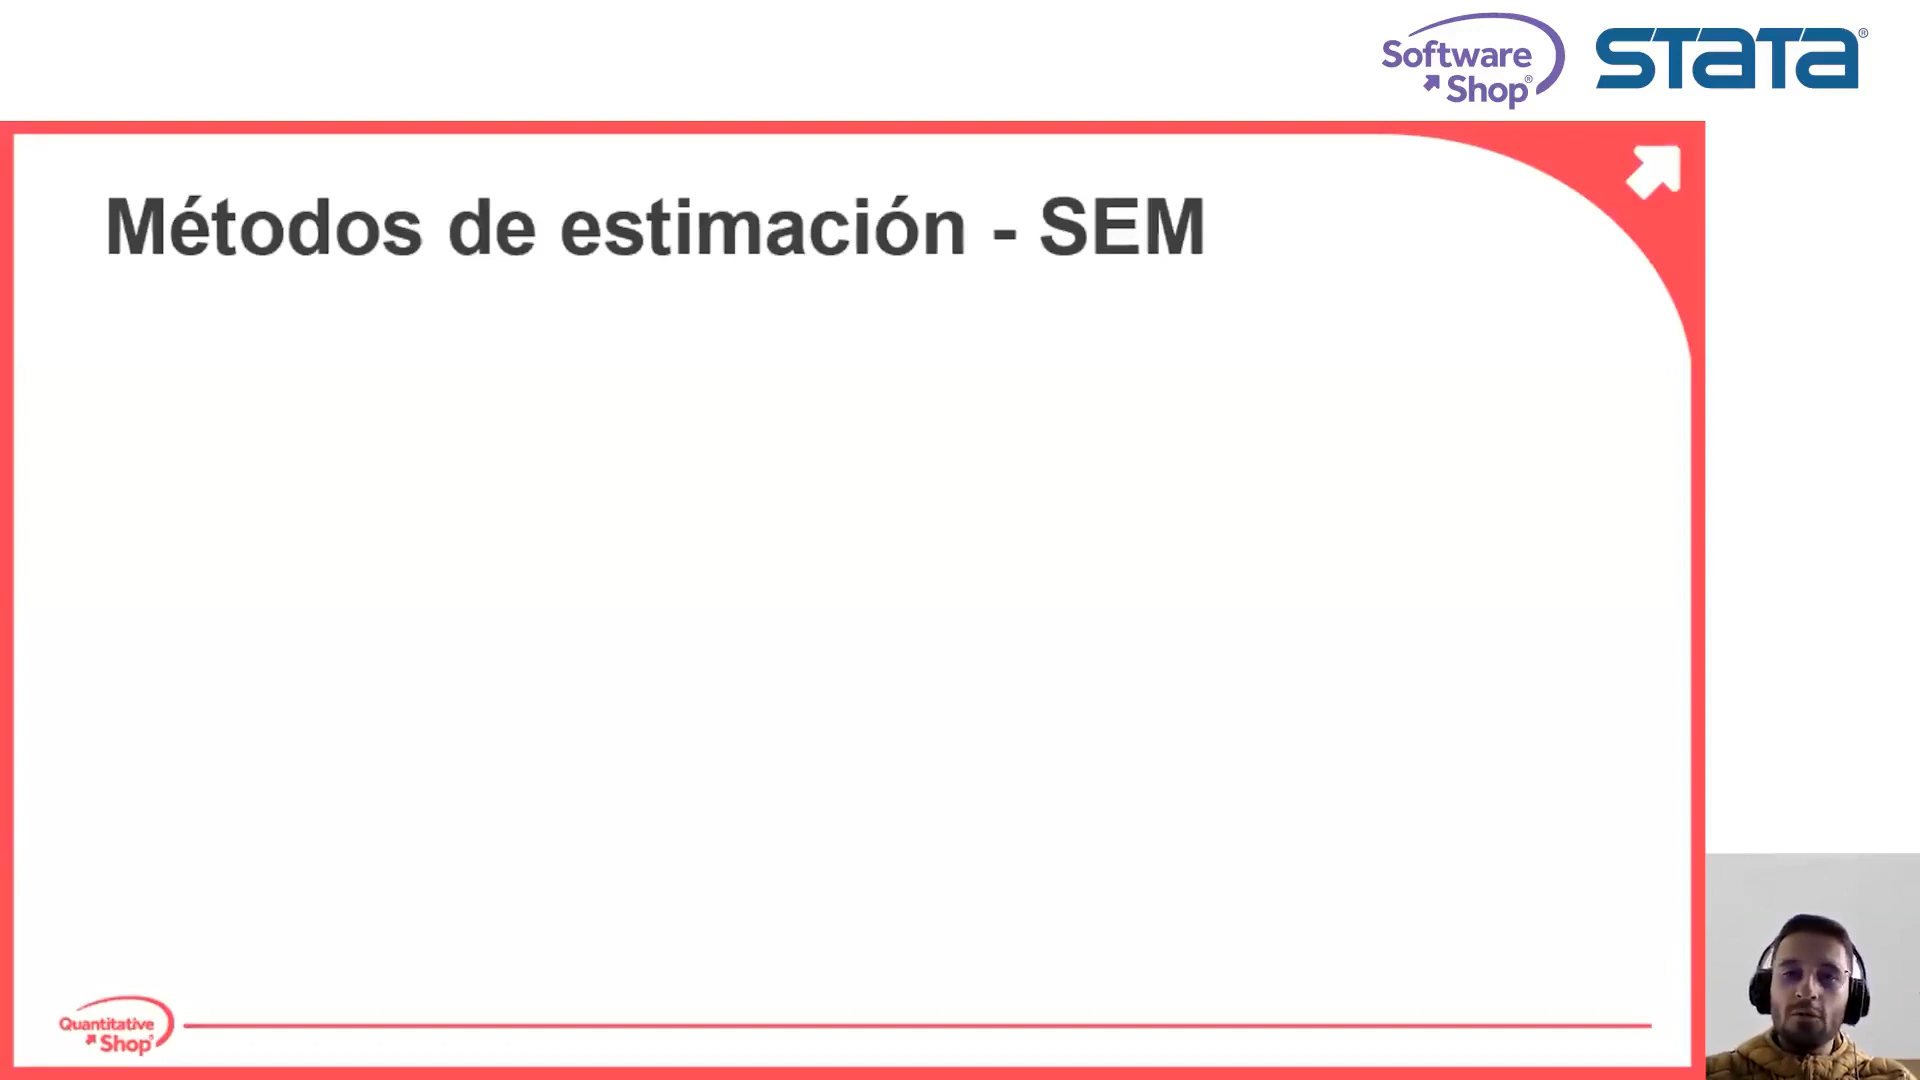 Software
Shop®
STATA®
Métodos de estimación - SEM
Quantitative
Shop®